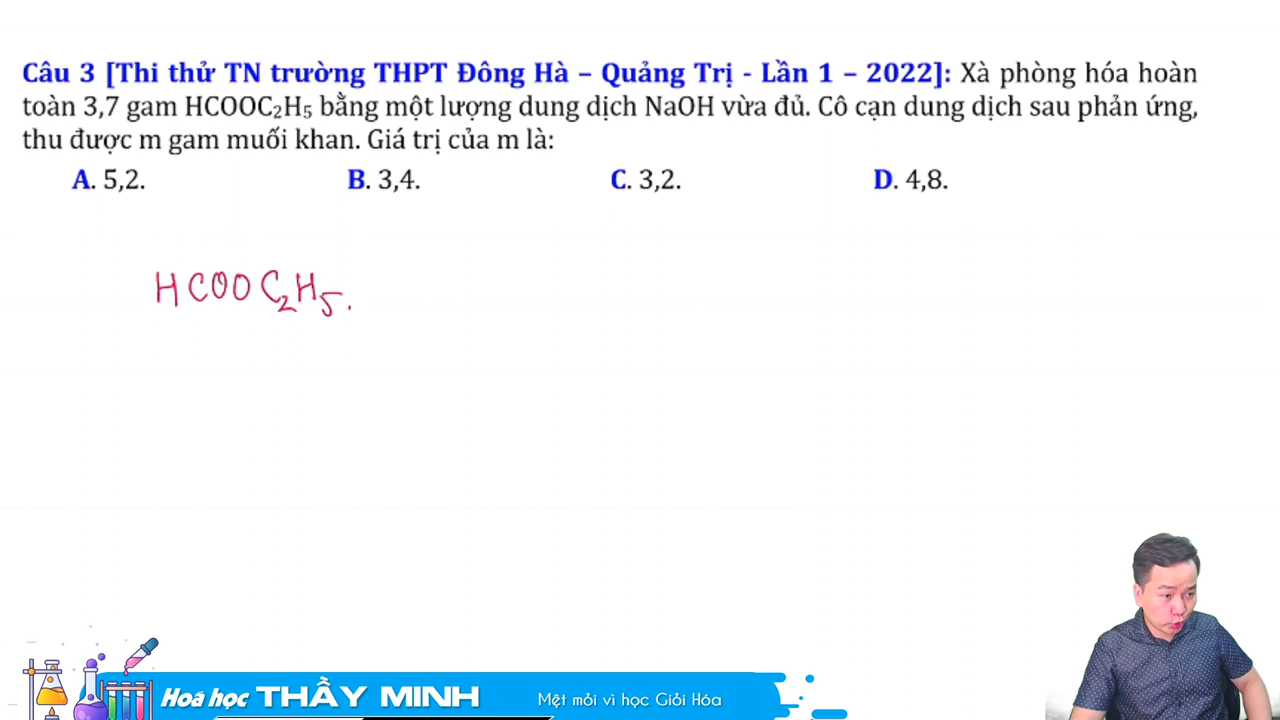 Câu 3 [Thi thử TN trường THPT Đông Hà – Quảng Trị - Lần 1 – 2022]: Xà phòng hóa hoàn
toàn 3,7 gam HCOOC₂H₅ bằng một lượng dung dịch NaOH vừa đủ. Cô cạn dung dịch sau phản ứng,
thu được m gam muối khan. Giá trị của m là:
A. 5,2. B. 3,4. C. 3,2. D. 4,8.
HCOOC₂H₅.
Hoá học THẦY MINH Mệt mỏi vì học Giỏi Hóa